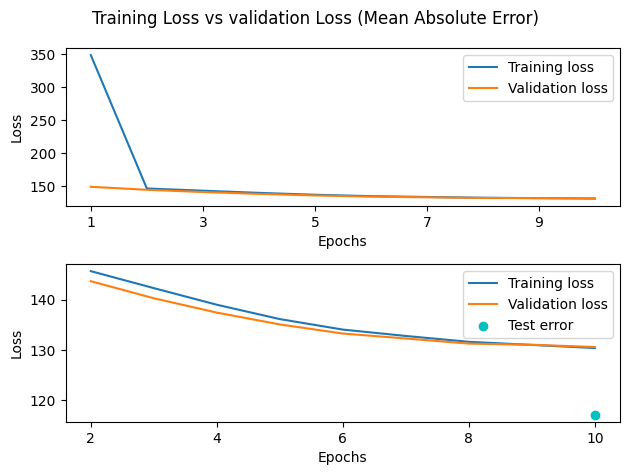 Training Loss vs validation Loss (Mean Absolute Error)
350
300
250
200
150
Loss
Training loss
Validation loss
1 3 5 7 9
Epochs
140
130
120
Loss
Training loss
Validation loss
Test error
2 4 6 8 10
Epochs